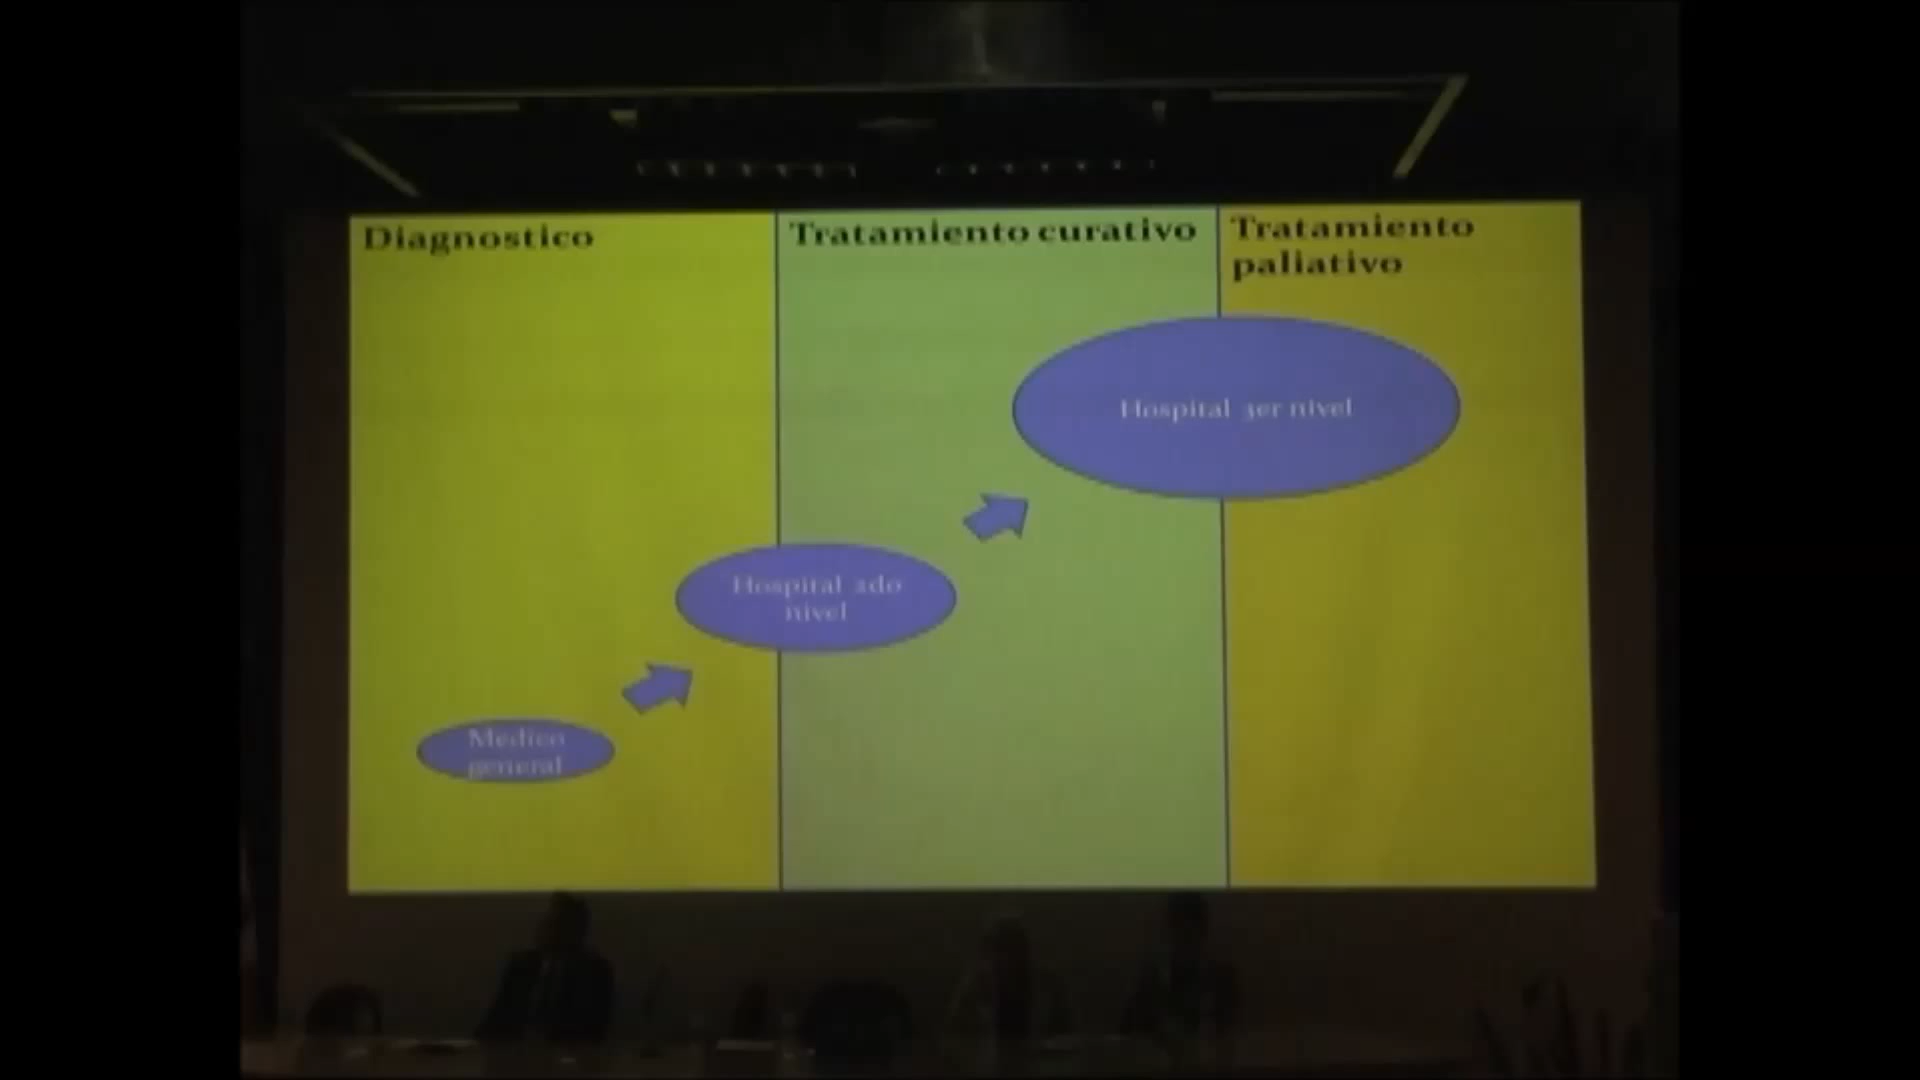 Diagnostico
Tratamiento curativo
Tratamiento
paliativo
Hospital 3er nivel
Hospital 2do
nivel
Medico
general